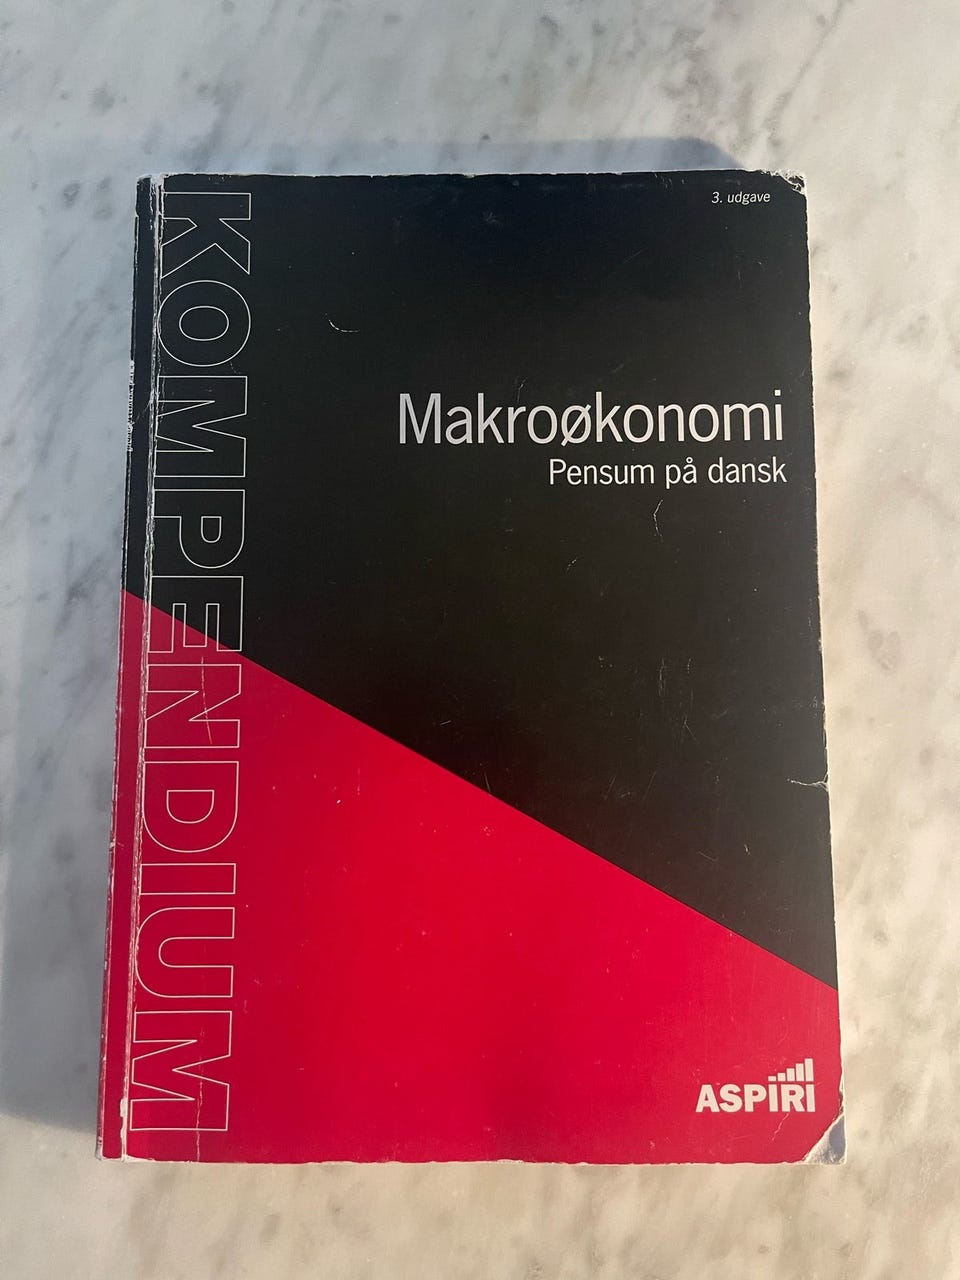 3. udgave
KOMPENDIUM
Makroøkonomi
Pensum på dansk
ASPIRI